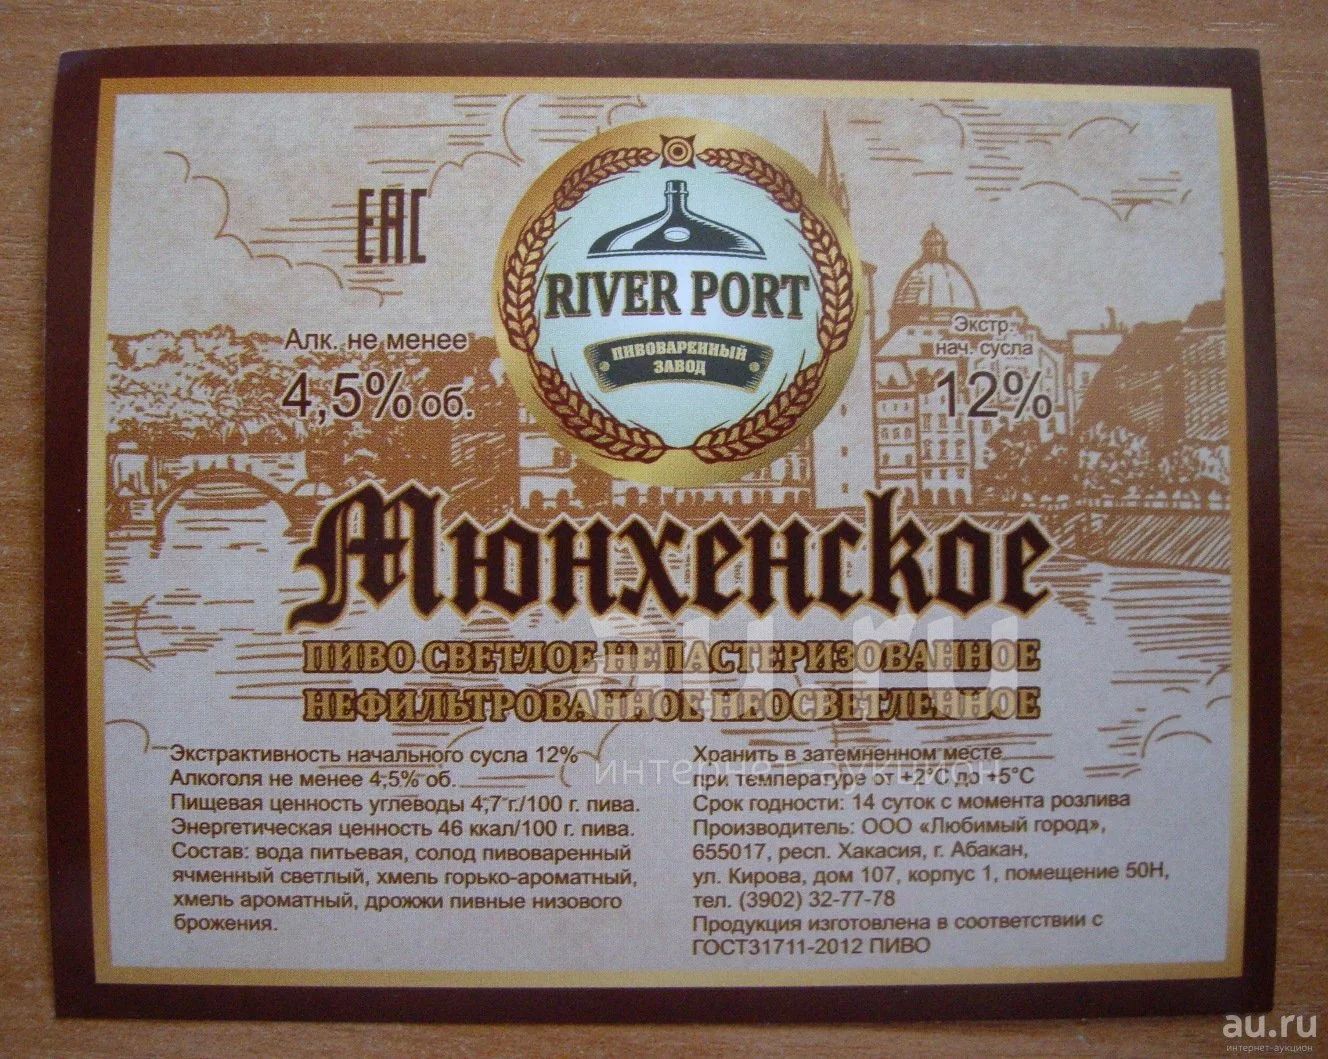 EAC
RIVER PORT
ПИВОВАРЕННЫЙ
ЗАВОД
Алк. не менее
4,5% об.
Экстр.
нач. сусла
12%
Мюнхенское
ПИВО СВЕТЛОЕ НЕПАСТЕРИЗОВАННОЕ
НЕФИЛЬТРОВАННОЕ НЕОСВЕТЛЕННОЕ
au.ru
интернет-аукцион
Экстрактивность начального сусла 12%
Алкоголя не менее 4,5% об.
Пищевая ценность углеводы 4,7 г./100 г. пива.
Энергетическая ценность 46 ккал/100 г. пива.
Состав: вода питьевая, солод пивоваренный
ячменный светлый, хмель горько-ароматный,
хмель ароматный, дрожжи пивные низового
брожения.
Хранить в затемненном месте
при температуре от +2°С до +5°С
Срок годности: 14 суток с момента розлива
Производитель: ООО «Любимый город»,
655017, респ. Хакасия, г. Абакан,
ул. Кирова, дом 107, корпус 1, помещение 50Н,
тел. (3902) 32-77-78
Продукция изготовлена в соответствии с
ГОСТ31711-2012 ПИВО
au.ru
интернет-аукцион